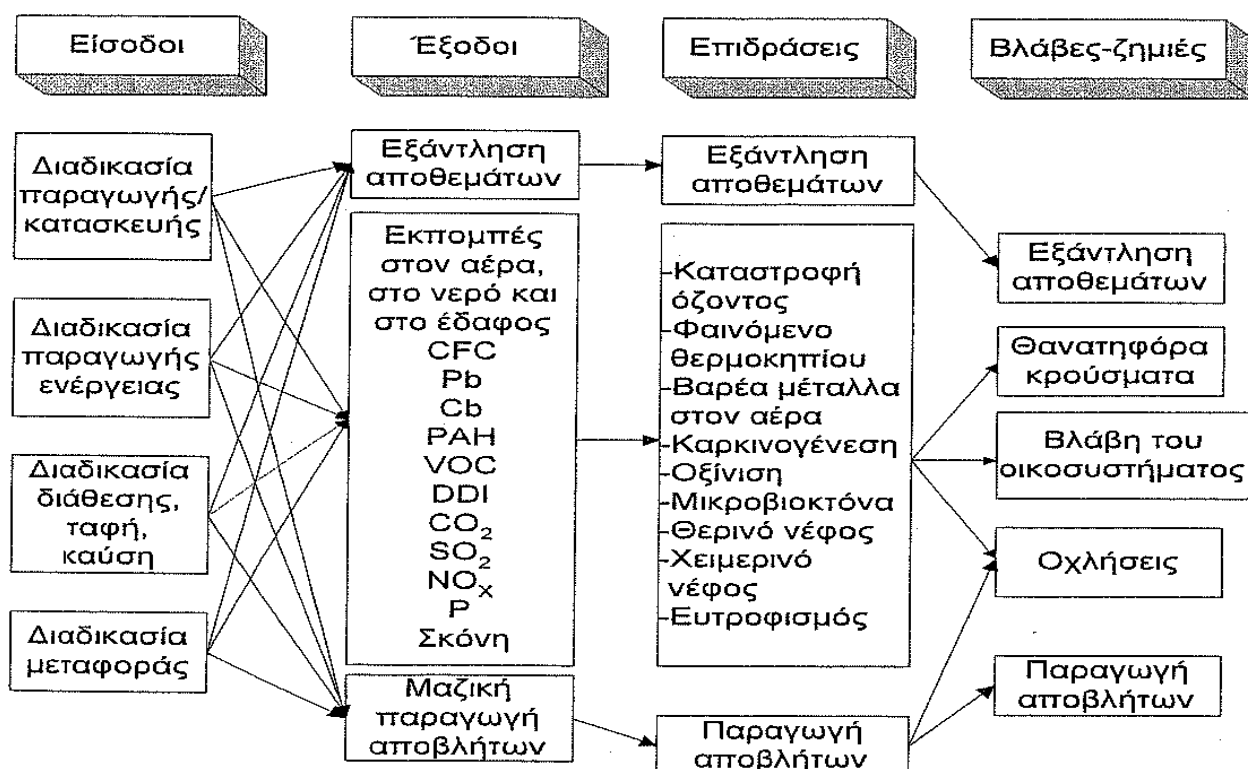 Είσοδοι
Έξοδοι
Επιδράσεις
Βλάβες-ζημιές
Διαδικασία
παραγωγής/
κατασκευής
Διαδικασία
παραγωγής
ενέργειας
Διαδικασία
διάθεσης,
ταφή,
καύση
Διαδικασία
μεταφοράς
Εξάντληση
αποθεμάτων
Εκπομπές
στον αέρα,
στο νερό και
στο έδαφος
CFC
Pb
Cb
PAH
VOC
DDI
CO₂
SO₂
NOₓ
P
Σκόνη
Μαζική
παραγωγή
αποβλήτων
Εξάντληση
αποθεμάτων
-Καταστροφή
όζοντος
-Φαινόμενο
θερμοκηπίου
-Βαρέα μέταλλα
στον αέρα
-Καρκινογένεση
-Οξίνιση
-Μικροβιοκτόνα
-Θερινό νέφος
-Χειμερινό
νέφος
-Ευτροφισμός
Παραγωγή
αποβλήτων
Εξάντληση
αποθεμάτων
Θανατηφόρα
κρούσματα
Βλάβη του
οικοσυστήματος
Οχλήσεις
Παραγωγή
αποβλήτων